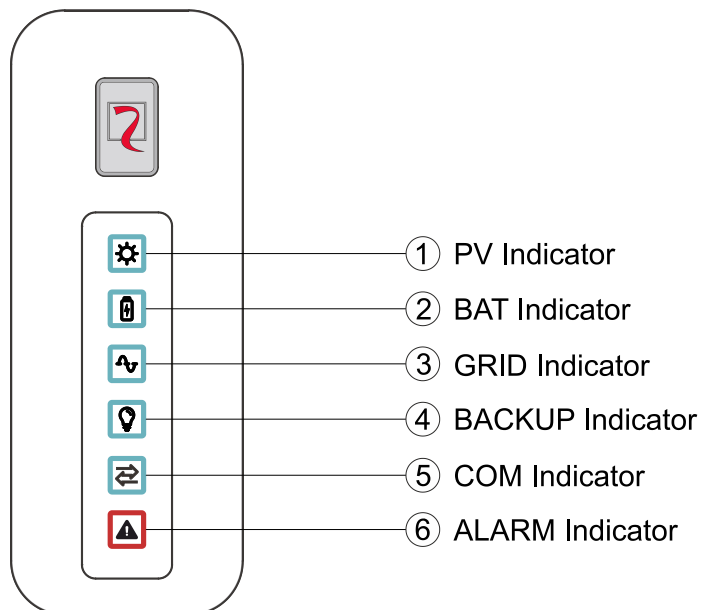 ① PV Indicator
② BAT Indicator
③ GRID Indicator
④ BACKUP Indicator
⑤ COM Indicator
⑥ ALARM Indicator